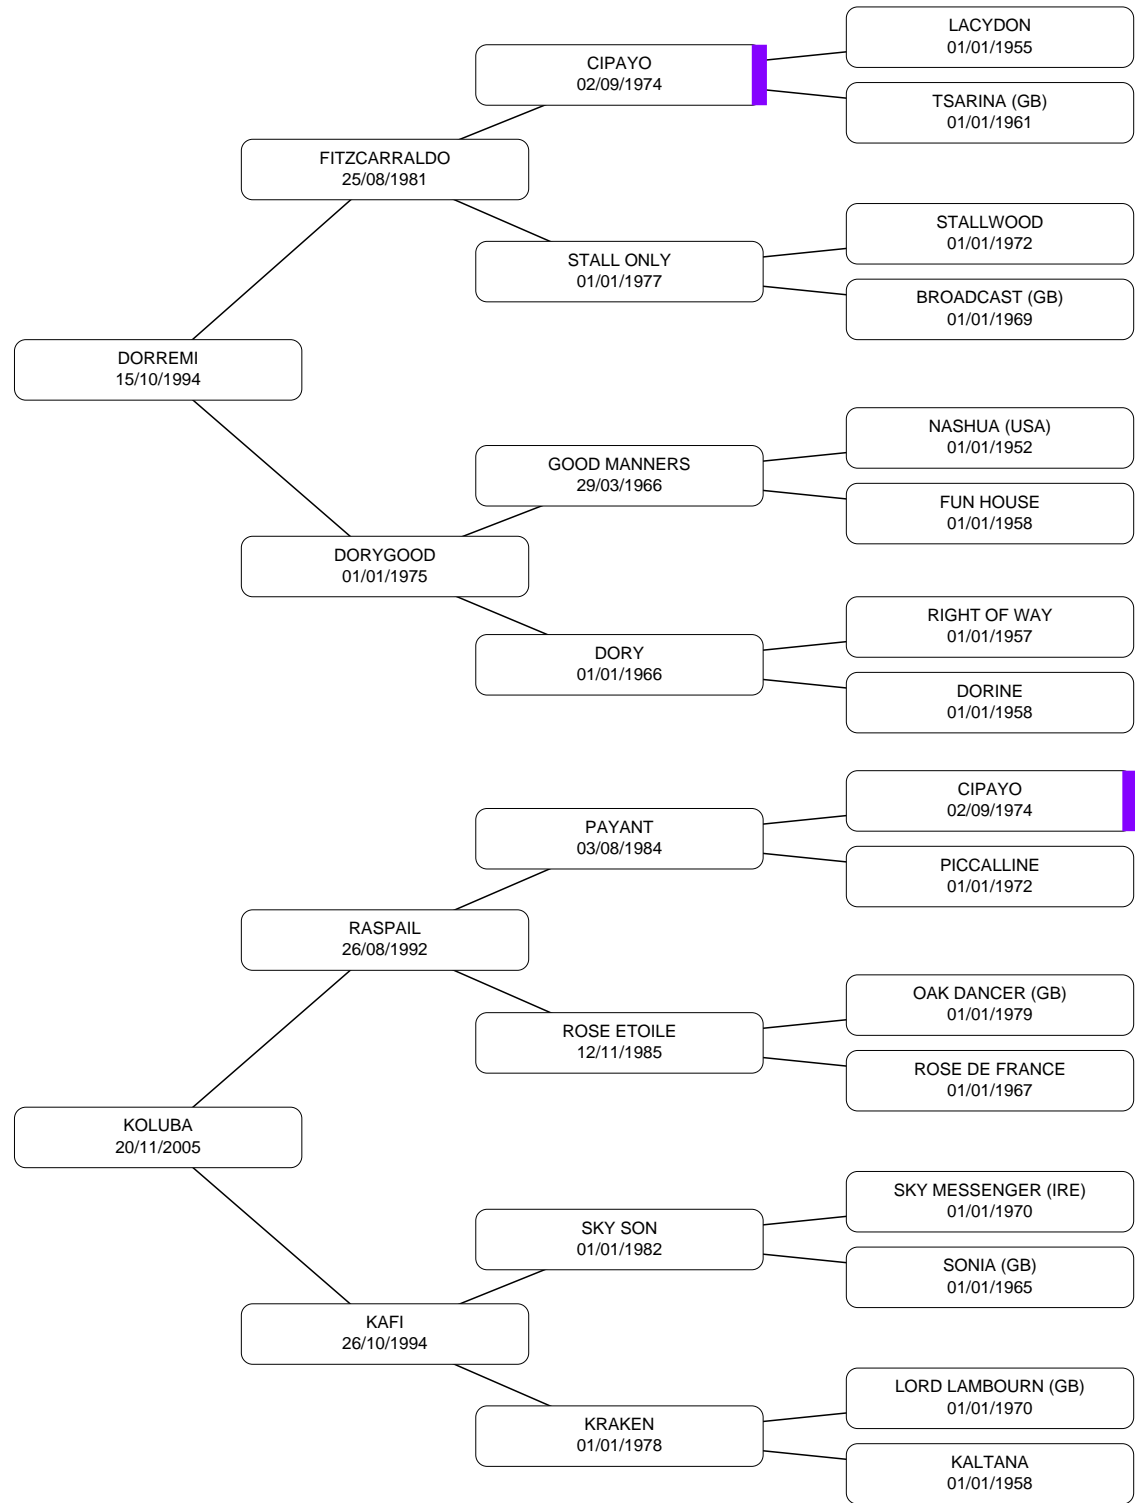 LACYDON
01/01/1955
CIPAYO
02/09/1974
TSARINA (GB)
01/01/1961
FITZCARRALDO
25/08/1981
STALLWOOD
01/01/1972
STALL ONLY
01/01/1977
BROADCAST (GB)
01/01/1969
DORREMI
15/10/1994
NASHUA (USA)
01/01/1952
GOOD MANNERS
29/03/1966
FUN HOUSE
01/01/1958
DORYGOOD
01/01/1975
RIGHT OF WAY
01/01/1957
DORY
01/01/1966
DORINE
01/01/1958
CIPAYO
02/09/1974
PAYANT
03/08/1984
PICCALLINE
01/01/1972
RASPAIL
26/08/1992
OAK DANCER (GB)
01/01/1979
ROSE ETOILE
12/11/1985
ROSE DE FRANCE
01/01/1967
KOLUBA
20/11/2005
SKY MESSENGER (IRE)
01/01/1970
SKY SON
01/01/1982
SONIA (GB)
01/01/1965
KAFI
26/10/1994
LORD LAMBOURN (GB)
01/01/1970
KRAKEN
01/01/1978
KALTANA
01/01/1958